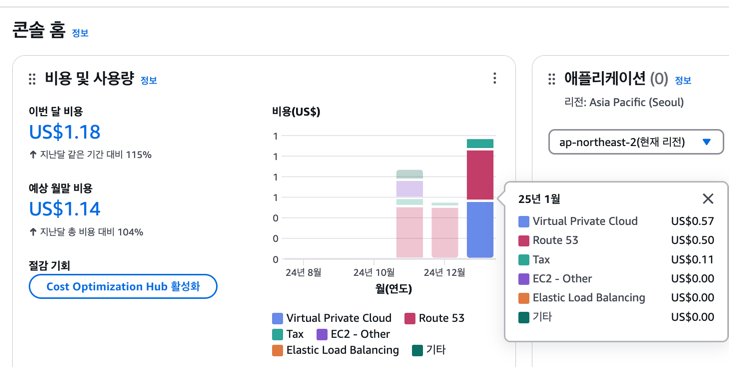 콘솔 홈 정보
비용 및 사용량 정보
이번 달 비용
US$1.18
↑ 지난달 같은 기간 대비 115%
예상 월말 비용
US$1.14
↑ 지난달 총 비용 대비 104%
절감 기회
Cost Optimization Hub 활성화
비용(US$)
1
1
1
1
0
0
0
24년 8월 24년 10월 24년 12월
월(연도)
Virtual Private Cloud Route 53
Tax EC2 - Other
Elastic Load Balancing 기타
애플리케이션 (0) 정보
리전: Asia Pacific (Seoul)
ap-northeast-2(현재 리전)
25년 1월
Virtual Private Cloud US$0.57
Route 53 US$0.50
Tax US$0.11
EC2 - Other US$0.00
Elastic Load Balancing US$0.00
기타 US$0.00